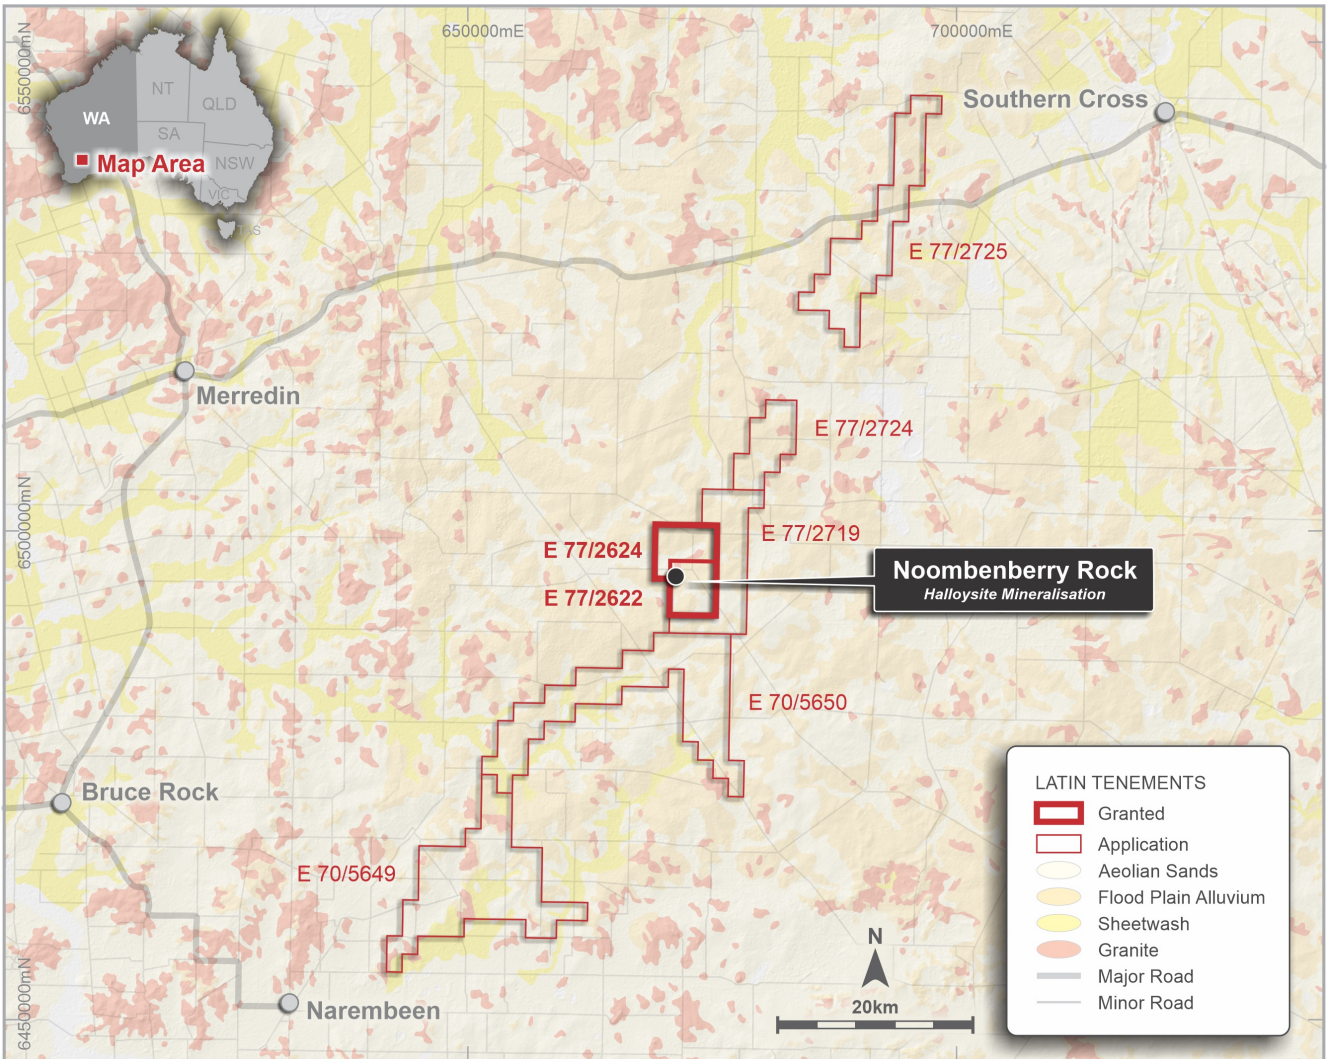 650000mE
700000mE
6550000mN
Southern Cross
NT
QLD
WA
SA
NSW
VIC
TAS
Map Area
E 77/2725
Merredin
E 77/2724
6500000mN
E 77/2719
E 77/2624
E 77/2622
Noombenberry Rock
Halloysite Mineralisation
E 70/5650
Bruce Rock
E 70/5649
Narembeen
6450000mN
N
20km
LATIN TENEMENTS
Granted
Application
Aeolian Sands
Flood Plain Alluvium
Sheetwash
Granite
Major Road
Minor Road